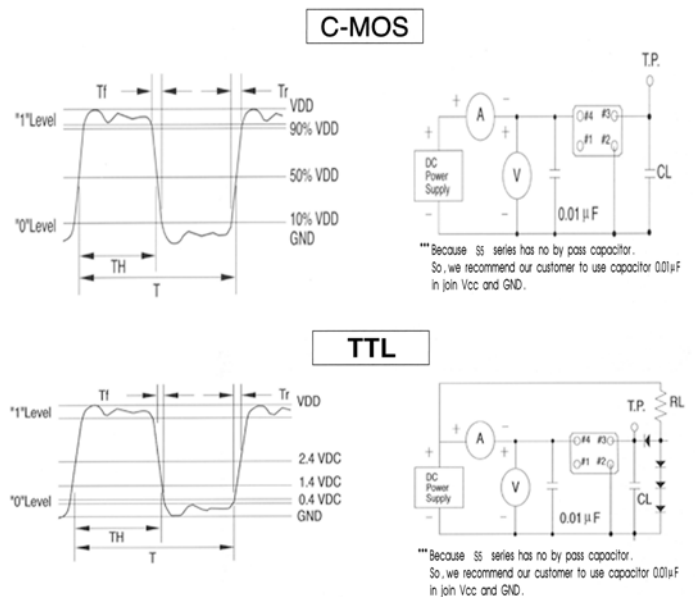 C-MOS
Tf
Tr
VDD
"1"Level
90% VDD
50% VDD
"0"Level
10% VDD
GND
TH
T
T.P.
+ A -
#4 #3
#1 #2
+
DC
Power
Supply
-
+
V
-
CL
0.01μF
*** Because S5 series has no by pass capacitor.
So, we recommend our customer to use capacitor 0.01μF
in join Vcc and GND.
TTL
Tf
Tr
VDD
"1"Level
2.4 VDC
1.4 VDC
"0"Level
0.4 VDC
GND
TH
T
RL
T.P.
+ A -
#4 #3
#1 #2
+
DC
Power
Supply
-
+
V
-
CL
0.01μF
*** Because S5 series has no by pass capacitor.
So, we recommend our customer to use capacitor 0.01μF
in join Vcc and GND.